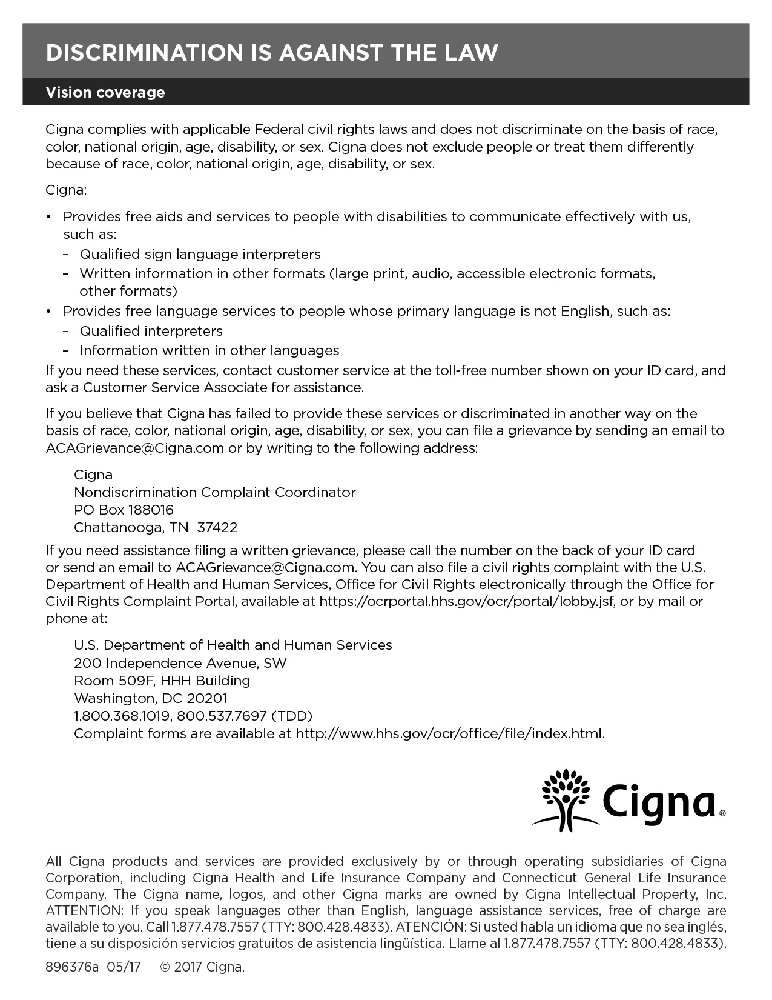 DISCRIMINATION IS AGAINST THE LAW
Vision coverage
Cigna complies with applicable Federal civil rights laws and does not discriminate on the basis of race,
color, national origin, age, disability, or sex. Cigna does not exclude people or treat them differently
because of race, color, national origin, age, disability, or sex.
Cigna:
• Provides free aids and services to people with disabilities to communicate effectively with us,
such as:
– Qualified sign language interpreters
– Written information in other formats (large print, audio, accessible electronic formats,
other formats)
• Provides free language services to people whose primary language is not English, such as:
– Qualified interpreters
– Information written in other languages
If you need these services, contact customer service at the toll-free number shown on your ID card, and
ask a Customer Service Associate for assistance.
If you believe that Cigna has failed to provide these services or discriminated in another way on the
basis of race, color, national origin, age, disability, or sex, you can file a grievance by sending an email to
ACAGrievance@Cigna.com or by writing to the following address:
Cigna
Nondiscrimination Complaint Coordinator
PO Box 188016
Chattanooga, TN  37422
If you need assistance filing a written grievance, please call the number on the back of your ID card
or send an email to ACAGrievance@Cigna.com. You can also file a civil rights complaint with the U.S.
Department of Health and Human Services, Office for Civil Rights electronically through the Office for
Civil Rights Complaint Portal, available at https://ocrportal.hhs.gov/ocr/portal/lobby.jsf, or by mail or
phone at:
U.S. Department of Health and Human Services
200 Independence Avenue, SW
Room 509F, HHH Building
Washington, DC 20201
1.800.368.1019, 800.537.7697 (TDD)
Complaint forms are available at http://www.hhs.gov/ocr/office/file/index.html.
Cigna®
All Cigna products and services are provided exclusively by or through operating subsidiaries of Cigna
Corporation, including Cigna Health and Life Insurance Company and Connecticut General Life Insurance
Company. The Cigna name, logos, and other Cigna marks are owned by Cigna Intellectual Property, Inc.
ATTENTION: If you speak languages other than English, language assistance services, free of charge are
available to you. Call 1.877.478.7557 (TTY: 800.428.4833). ATENCIÓN: Si usted habla un idioma que no sea inglés,
tiene a su disposición servicios gratuitos de asistencia lingüística. Llame al 1.877.478.7557 (TTY: 800.428.4833).
896376a  05/17  © 2017 Cigna.